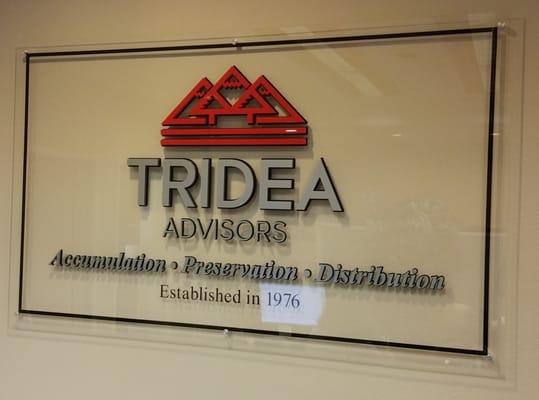 TRIDEA
ADVISORS
Accumulation · Preservation · Distribution
Established in 1976